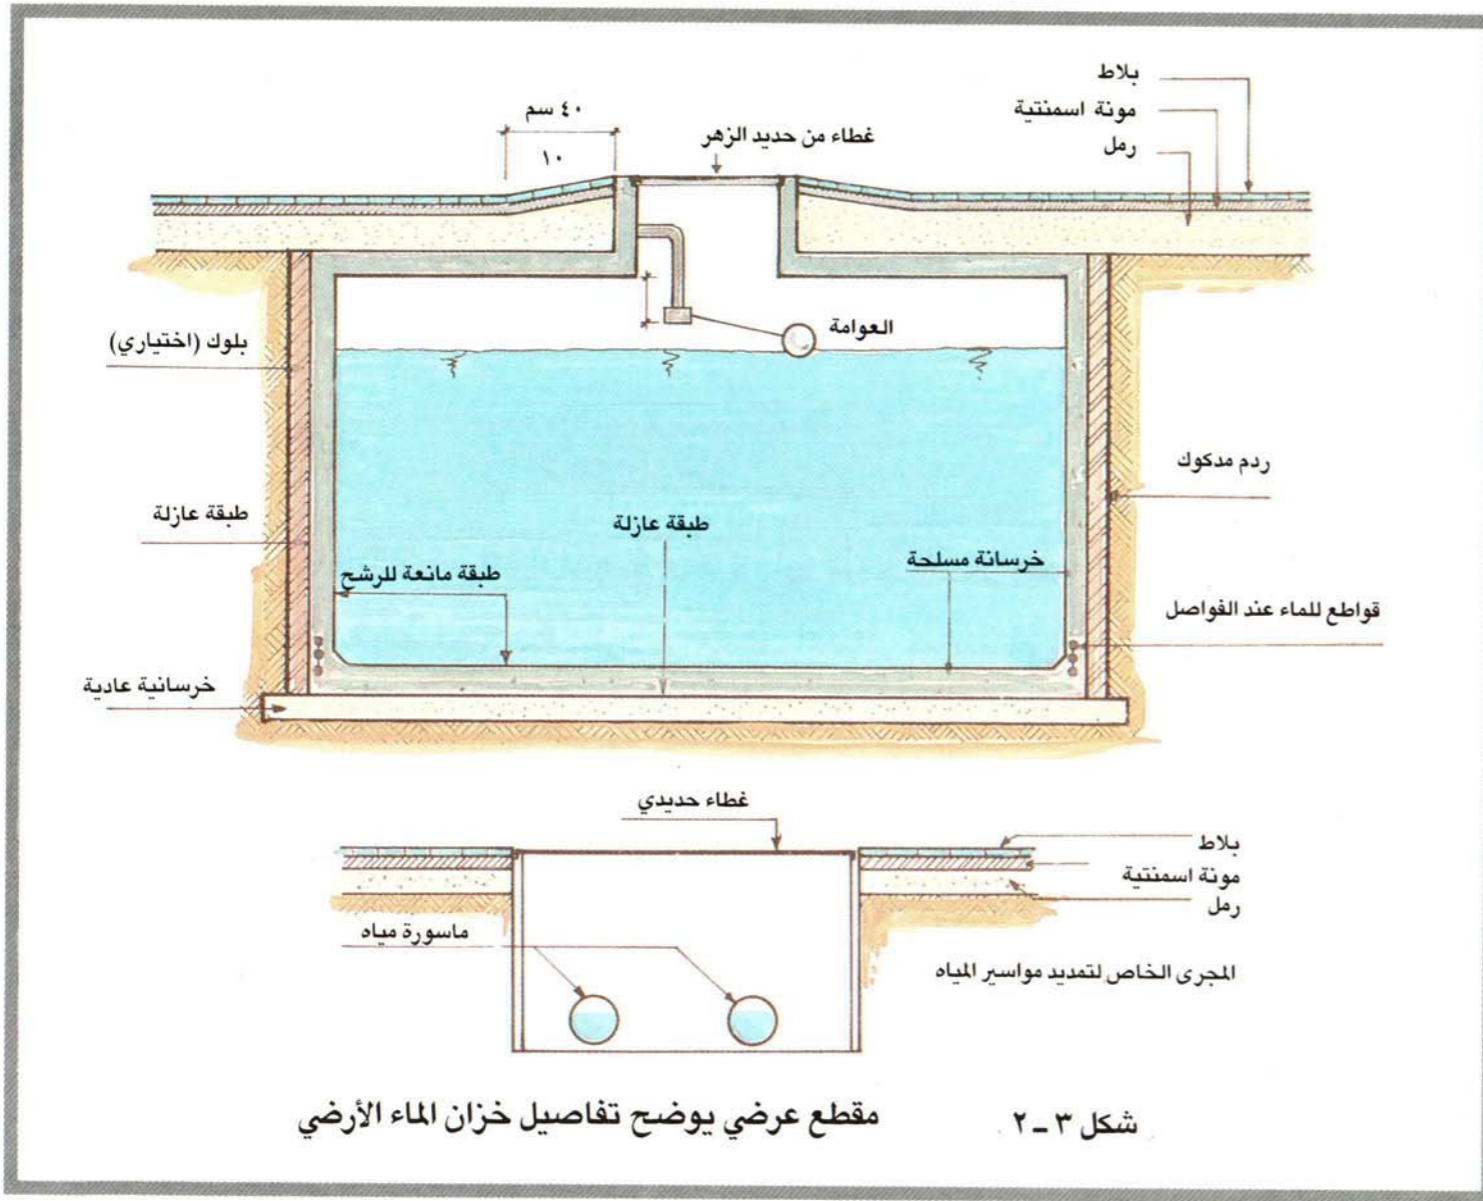 بلاط
مونة اسمنتية
رمل
٤٠ سم
١٠
غطاء من حديد الزهر
العوامة
بلوك (اختياري)
ردم مدكوك
طبقة عازلة
طبقة عازلة
خرسانة مسلحة
طبقة مانعة للرشح
قواطع للماء عند الفواصل
خرسانية عادية
غطاء حديدي
بلاط
مونة اسمنتية
رمل
ماسورة مياه
المجرى الخاص لتمديد مواسير المياه
شكل ٣ - ٢ مقطع عرضي يوضح تفاصيل خزان الماء الأرضي